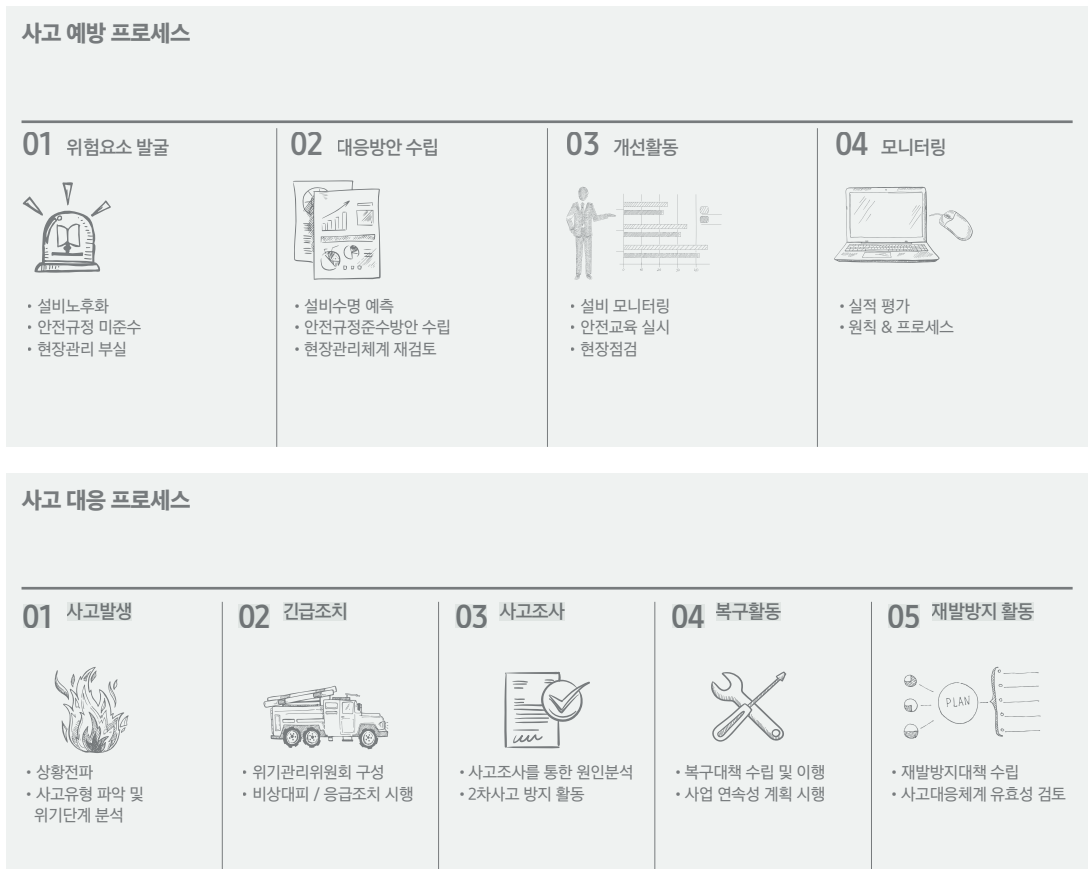 사고 예방 프로세스
01 위험요소 발굴
• 설비노후화
• 안전규정 미준수
• 현장관리 부실
02 대응방안 수립
• 설비수명 예측
• 안전규정준수방안 수립
• 현장관리체계 재검토
03 개선활동
• 설비 모니터링
• 안전교육 실시
• 현장점검
04 모니터링
• 실적 평가
• 원칙 & 프로세스
사고 대응 프로세스
01 사고발생
• 상황전파
• 사고유형 파악 및
위기단계 분석
02 긴급조치
• 위기관리위원회 구성
• 비상대피 / 응급조치 시행
03 사고조사
• 사고조사를 통한 원인분석
• 2차사고 방지 활동
04 복구활동
• 복구대책 수립 및 이행
• 사업 연속성 계획 시행
05 재발방지 활동
PLAN
• 재발방지대책 수립
• 사고대응체계 유효성 검토